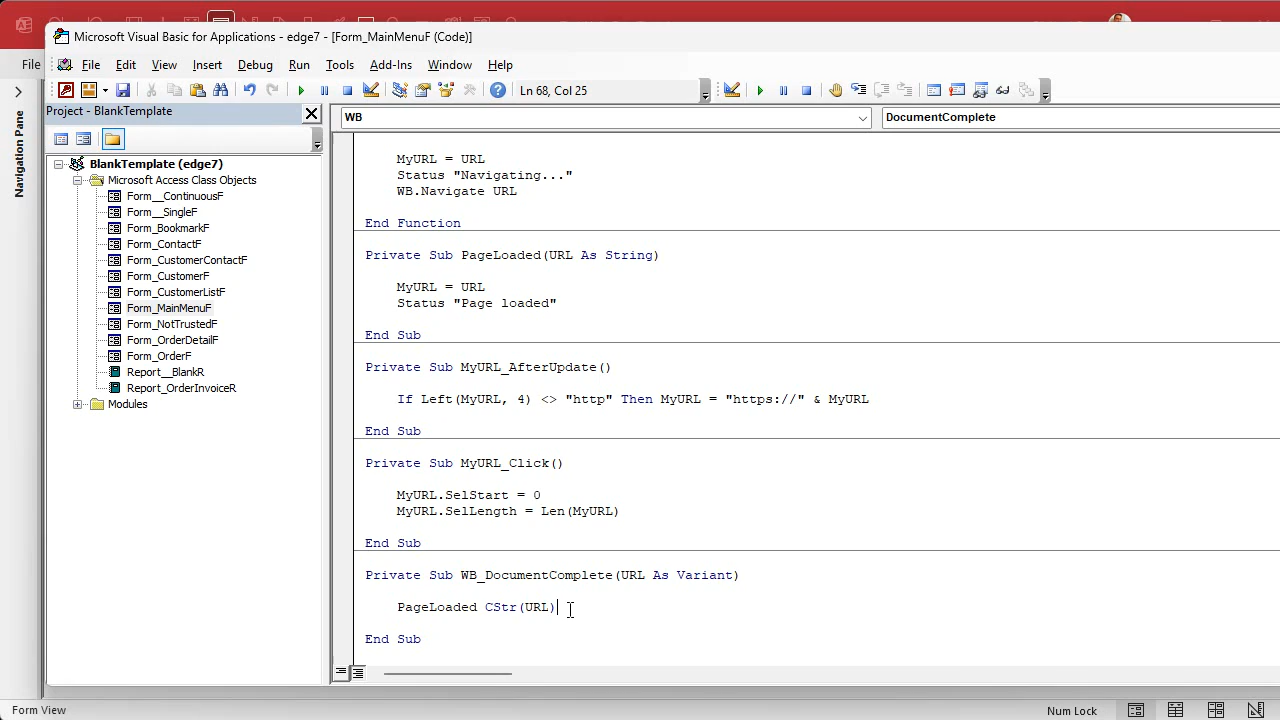 Microsoft Visual Basic for Applications - edge7 - [Form_MainMenuF (Code)]
File
File Edit View Insert Debug Run Tools Add-Ins Window Help
Ln 68, Col 25
Project - BlankTemplate
WB
DocumentComplete
Navigation Pane
BlankTemplate (edge7)
Microsoft Access Class Objects
Form__ContinuousF
Form__SingleF
Form_BookmarkF
Form_ContactF
Form_CustomerContactF
Form_CustomerF
Form_CustomerListF
Form_MainMenuF
Form_NotTrustedF
Form_OrderDetailF
Form_OrderF
Report__BlankR
Report_OrderInvoiceR
Modules
MyURL = URL
Status "Navigating..."
WB.Navigate URL
End Function
Private Sub PageLoaded(URL As String)
MyURL = URL
Status "Page loaded"
End Sub
Private Sub MyURL_AfterUpdate()
If Left(MyURL, 4) <> "http" Then MyURL = "https://" & MyURL
End Sub
Private Sub MyURL_Click()
MyURL.SelStart = 0
MyURL.SelLength = Len(MyURL)
End Sub
Private Sub WB_DocumentComplete(URL As Variant)
PageLoaded CStr(URL)
End Sub
Form View
Num Lock